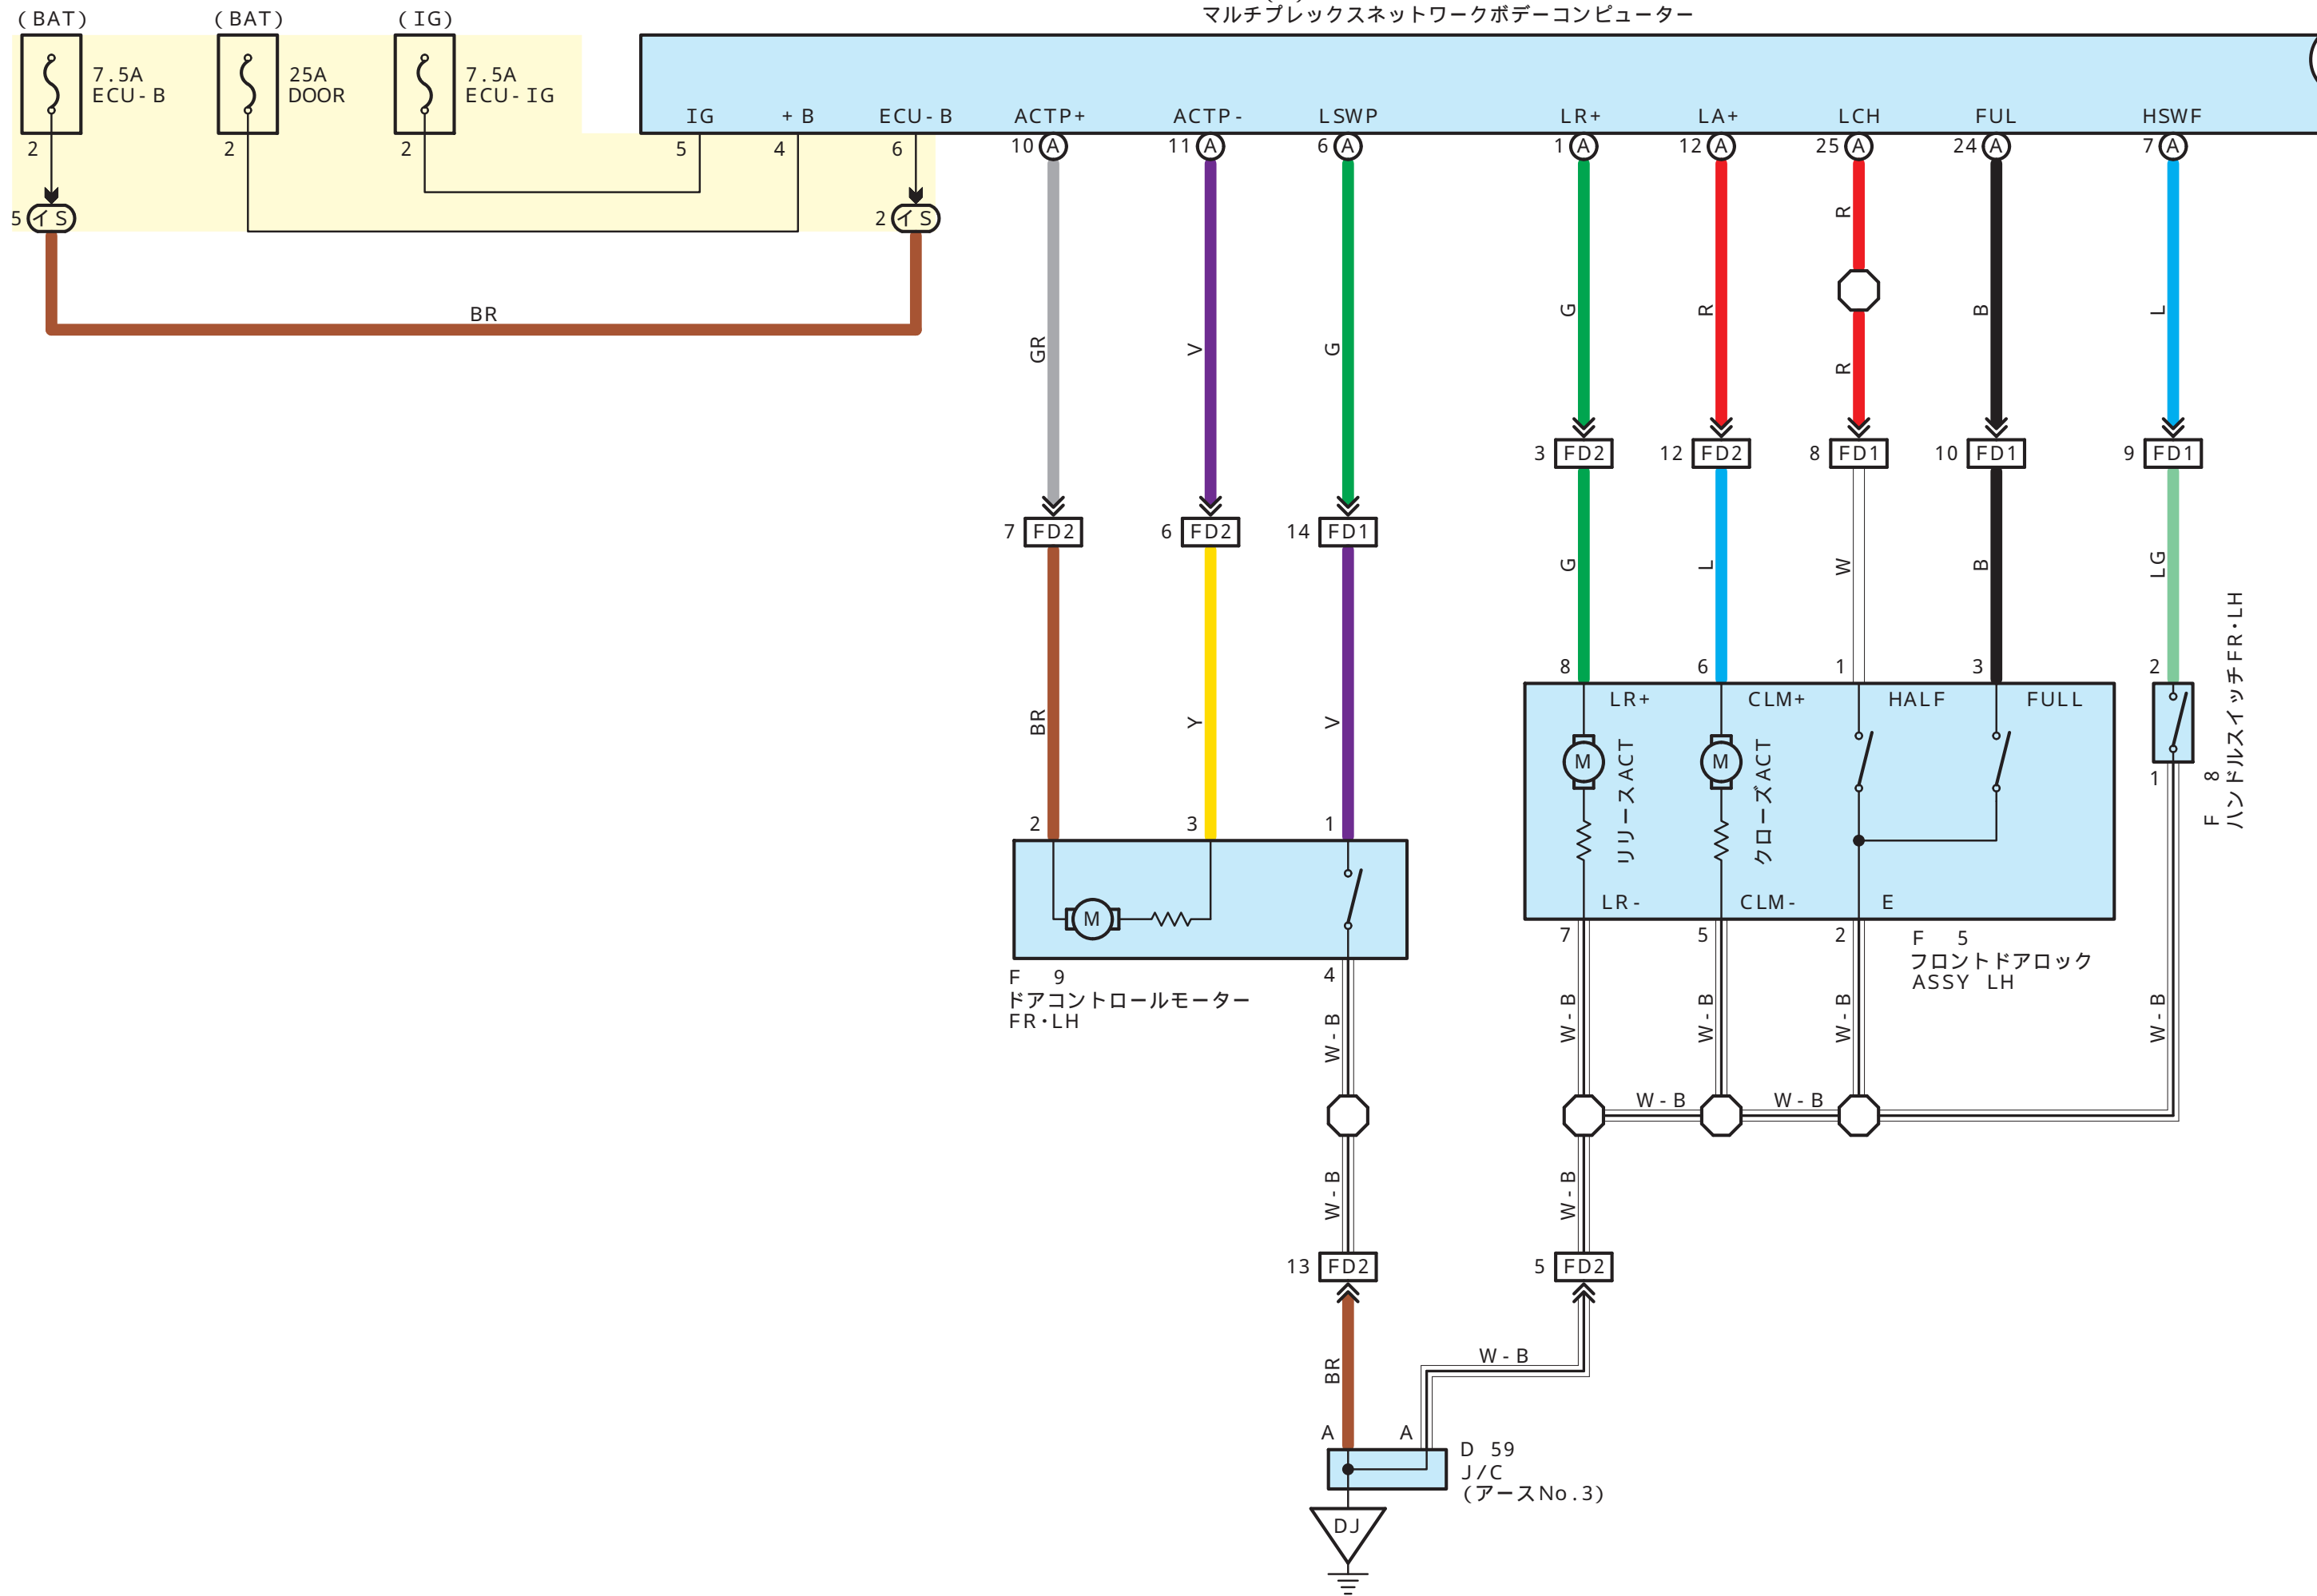 マルチプレックスネットワークボデーコンピューター
(BAT) (BAT) (IG)
7.5A ECU-B
25A DOOR
7.5A ECU-IG
IG +B ECU-B ACTP+ ACTP- LSWP LR+ LA+ LCH FUL HSWF
2 2 2 5 4 6 10 A 11 A 6 A 1 A 12 A 25 A 24 A 7 A
5 イS 2 イS
BR
GR V G G R R R B L
3 FD2 12 FD2 8 FD1 10 FD1 9 FD1
7 FD2 6 FD2 14 FD1
G L W B LG
BR Y V
8 6 1 3 2
LR+ CLM+ HALF FULL
M M
リリースACT
クローズACT
LR- CLM- E
1
F 8
ハンドルスイッチFR・LH
2 3 1
M
4
F 9
ドアコントロールモーター
FR・LH
7 5 2
F 5
フロントドアロック
ASSY LH
W-B W-B W-B W-B W-B
W-B W-B
W-B W-B
13 FD2 5 FD2
BR W-B
A A
D 59
J/C
(アースNo.3)
DJ